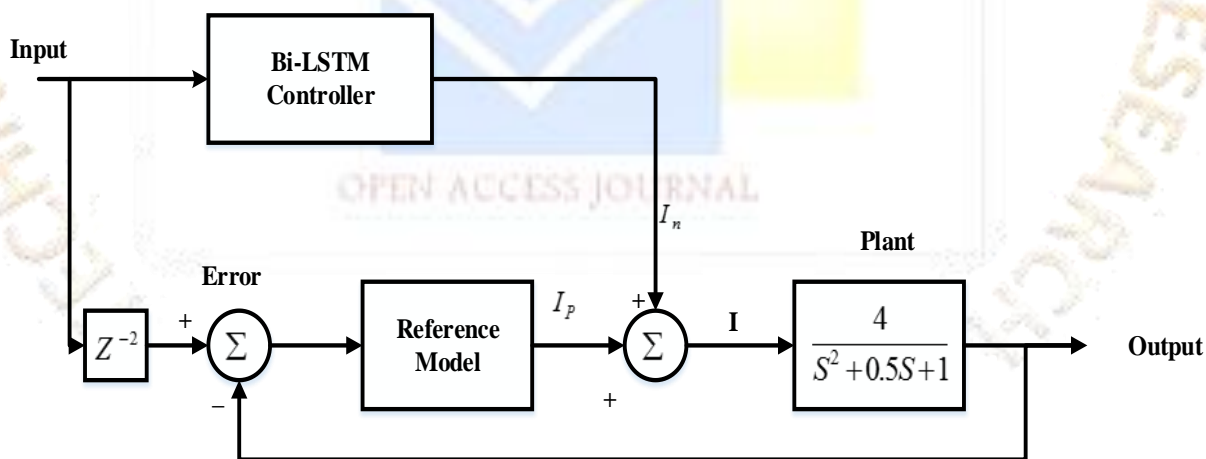 Input
Bi-LSTM
Controller
OPEN ACCESS JOURNAL
ESEARCH
I_n
Plant
Error
+
Σ
−
Z^{-2}
Reference
Model
I_P
+
+
Σ
I
4
S^2+0.5S+1
Output